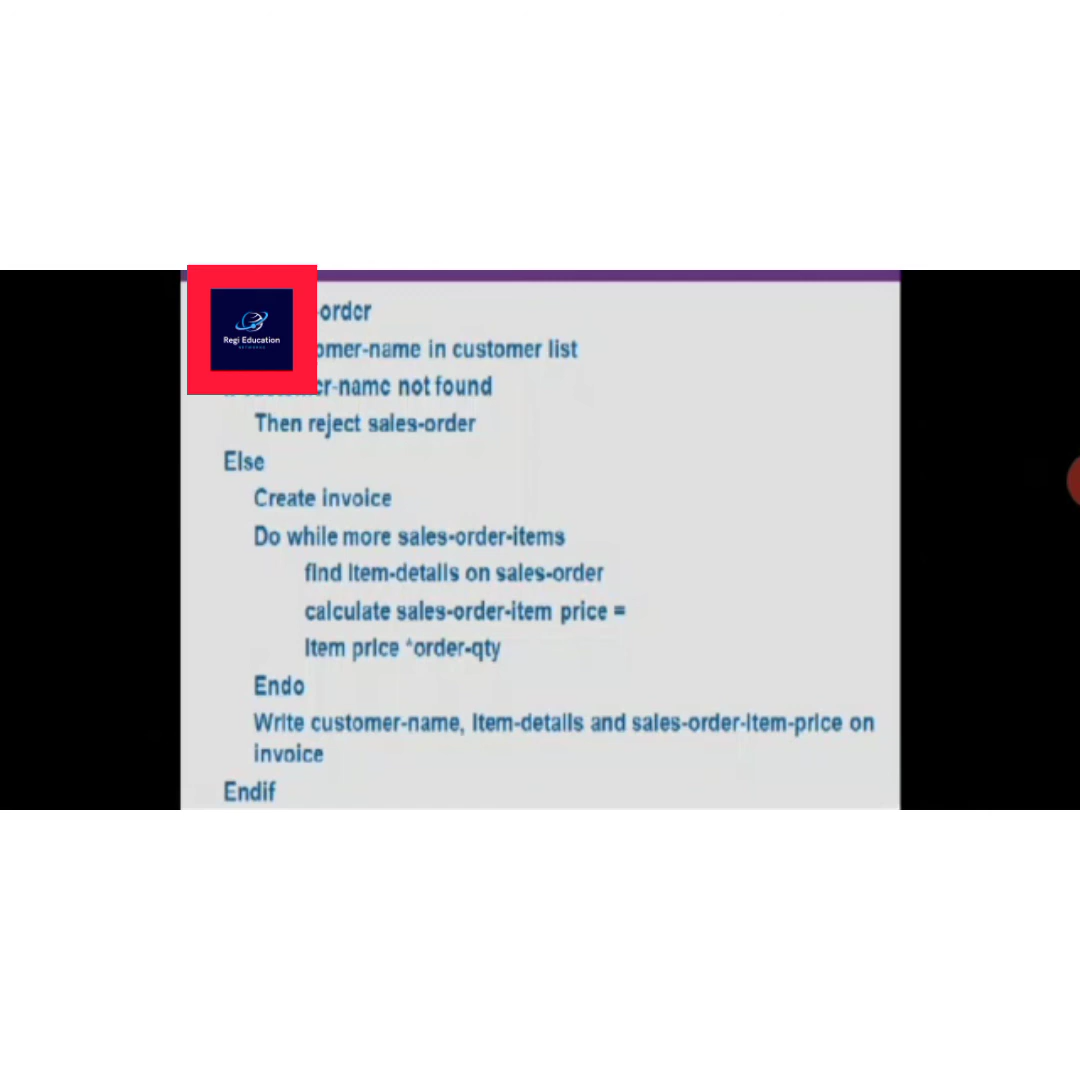 Regi Education
NETWORKS
-order
omer-name in customer list
er-name not found
Then reject sales-order
Else
Create invoice
Do while more sales-order-items
find item-details on sales-order
calculate sales-order-item price =
item price *order-qty
Endo
Write customer-name, item-details and sales-order-item-price on
invoice
Endif